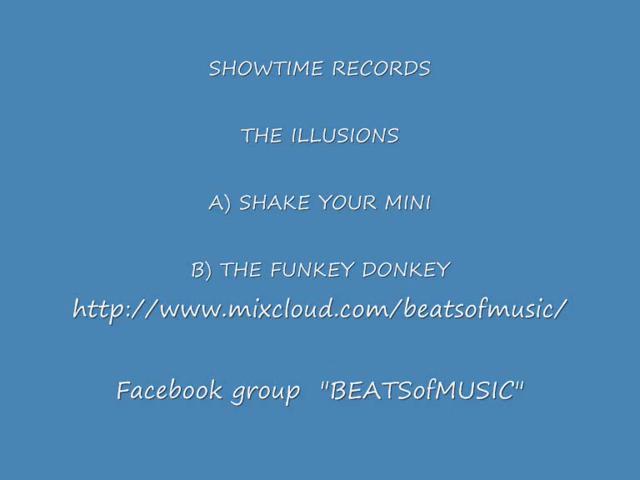 SHOWTIME RECORDS
THE ILLUSIONS
A) SHAKE YOUR MINI
B) THE FUNKEY DONKEY
http://www.mixcloud.com/beatsofmusic/
Facebook group "BEATSofMUSIC"